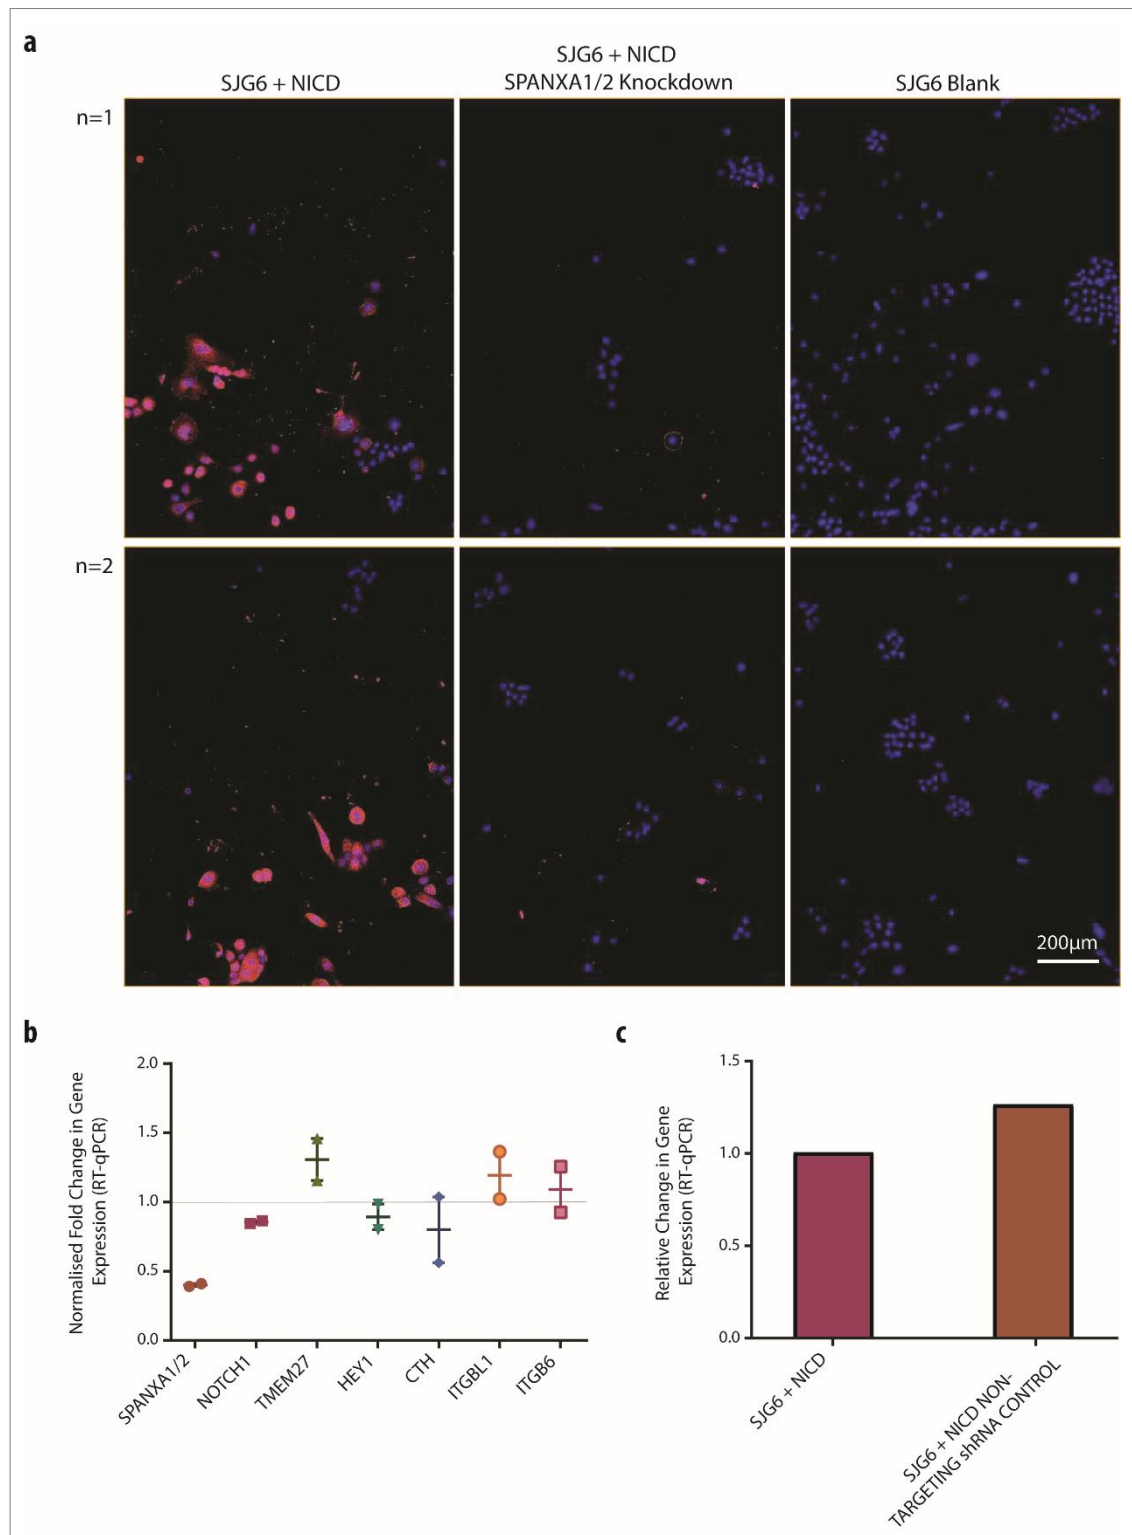 a
SJG6 + NICD
SJG6 + NICD
SPANXA1/2 Knockdown
SJG6 Blank
n=1
n=2
200μm
b
Normalised Fold Change in Gene
Expression (RT-qPCR)
2.0
1.5
1.0
0.5
0.0
SPANXA1/2
NOTCH1
TMEM27
HEY1
CTH
ITGBL1
ITGB6
c
Relative Change in Gene
Expression (RT-qPCR)
1.5
1.0
0.5
0.0
SJG6 + NICD
SJG6 + NICD NON-
TARGETING shRNA CONTROL